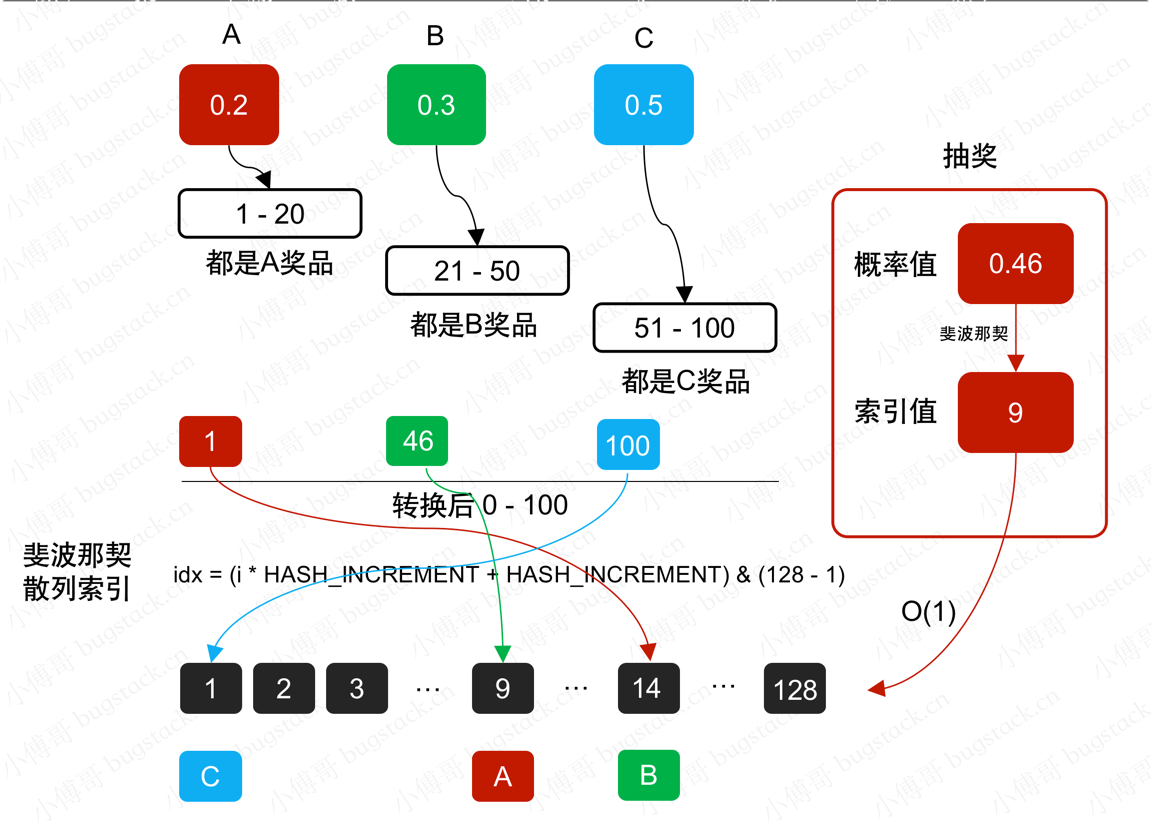 A
B
C
0.2
0.3
0.5
1 - 20
都是A奖品
21 - 50
都是B奖品
51 - 100
都是C奖品
抽奖
概率值
0.46
斐波那契
索引值
9
1
46
100
转换后 0 - 100
斐波那契
散列索引
idx = (i * HASH_INCREMENT + HASH_INCREMENT) & (128 - 1)
O(1)
1
2
3
...
9
...
14
...
128
C
A
B
小傅哥 bugstack.cn